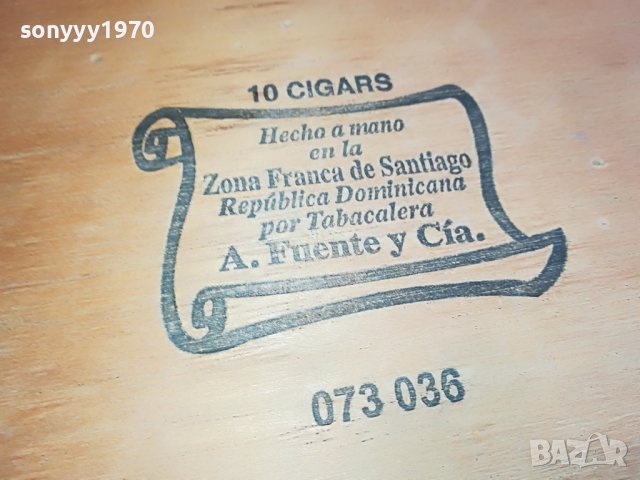 sonyyy1970
10 CIGARS
Hecho a mano
en la
Zona Franca de Santiago
República Dominicana
por Tabacalera
A. Fuente y Cía.
073 036
BAZAR